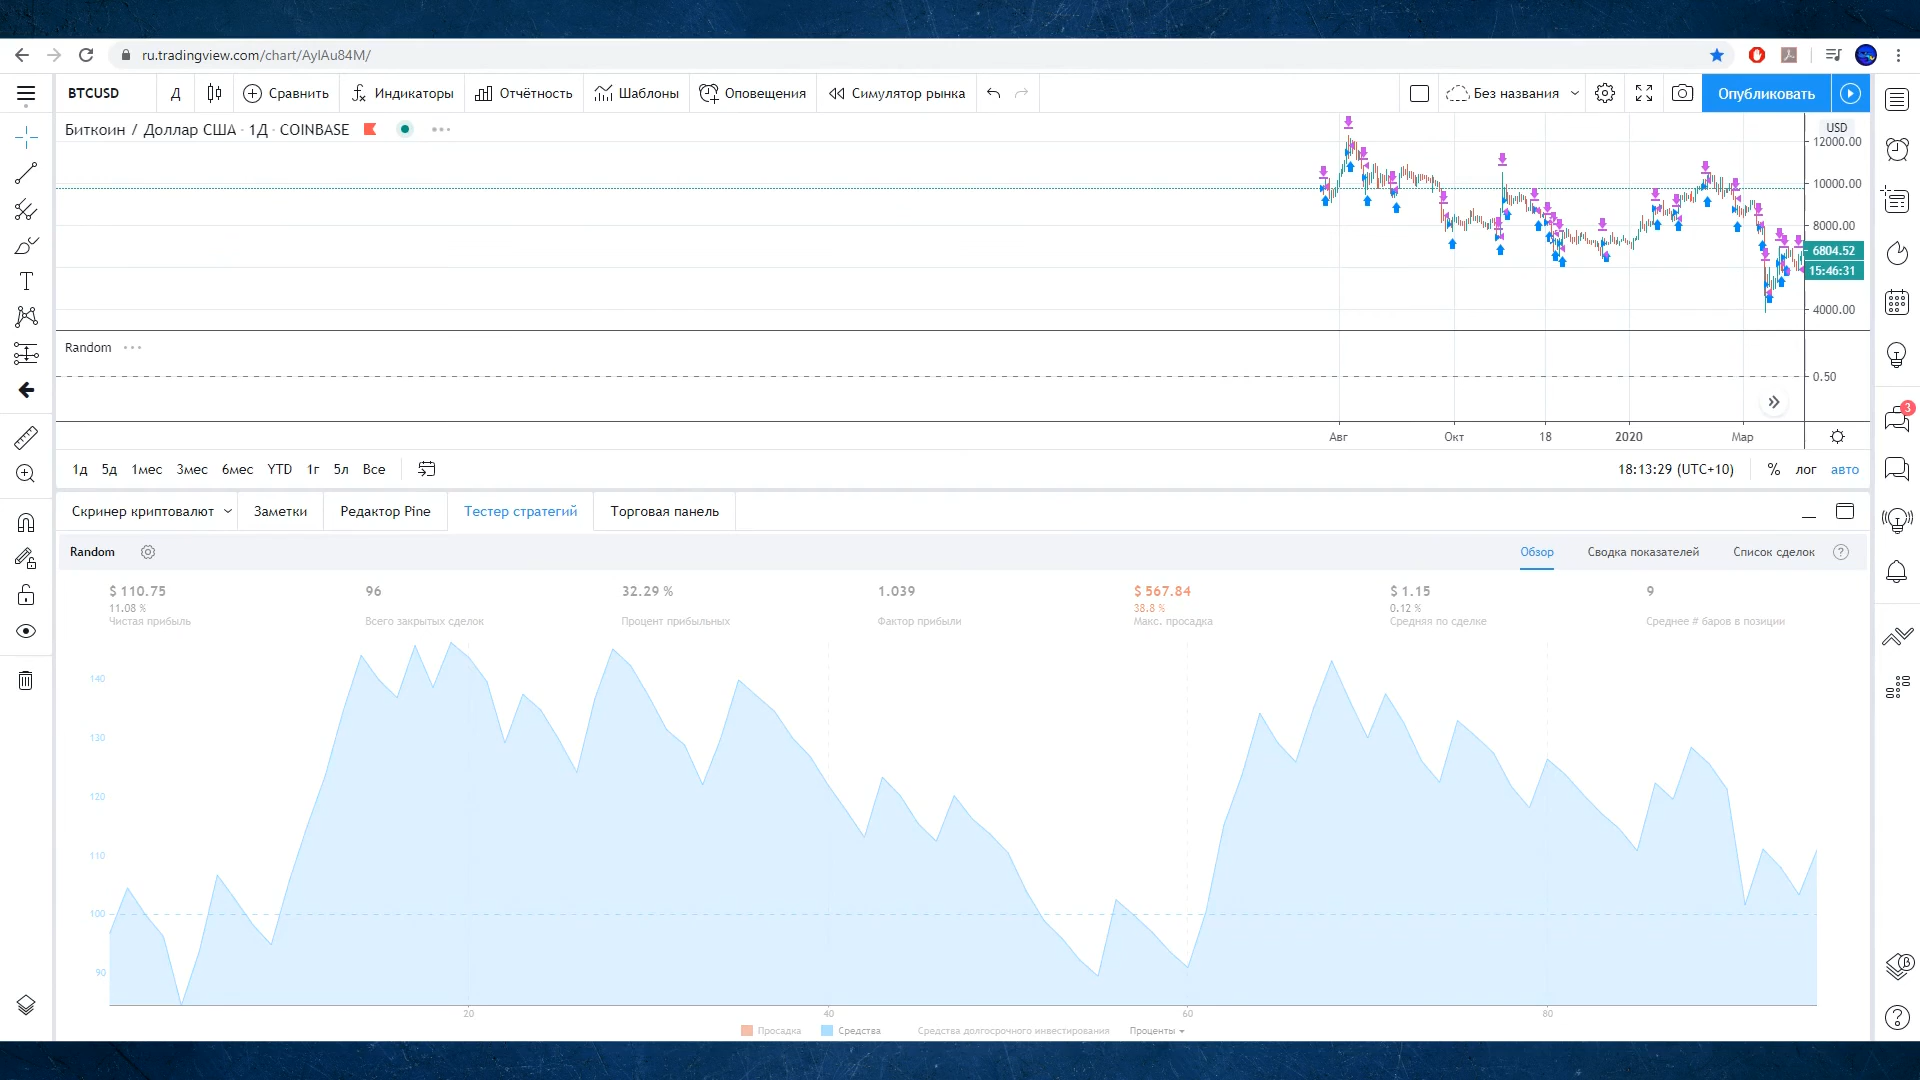 ru.tradingview.com/chart/AylAu84M/
BTCUSD Д Сравнить Индикаторы Отчётность Шаблоны Оповещения Симулятор рынка Без названия Опубликовать
Биткоин / Доллар США · 1Д · COINBASE
USD
12000.00
10000.00
8000.00
6804.52
15:46:31
4000.00
Random
0.50
Авг Окт 18 2020 Мар
1д 5д 1мес 3мес 6мес YTD 1г 5л Все 18:13:29 (UTC+10) % лог авто
3
Скринер криптовалют Заметки Редактор Pine Тестер стратегий Торговая панель
Random Обзор Сводка показателей Список сделок
$ 110.75 96 32.29 % 1.039 $ 567.84 $ 1.15 9
11.08 % 38.8 % 0.12 %
Чистая прибыль Всего закрытых сделок Процент прибыльных Фактор прибыли Макс. просадка Средняя по сделке Среднее # баров в позиции
140
130
120
110
100
90
20 40 60 80
Просадка Средства Средства долгосрочного инвестирования Проценты